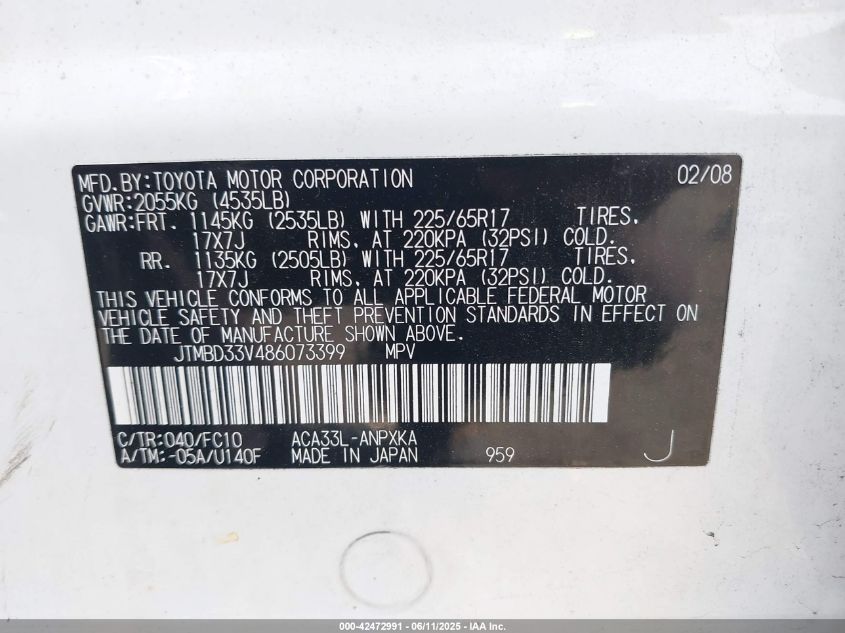 MFD. BY: TOYOTA MOTOR CORPORATION 02/08
GVWR: 2055KG (4535LB)
GAWR: FRT. 1145KG (2535LB) WITH 225/65R17 TIRES,
17X7J RIMS, AT 220KPA (32PSI) COLD.
RR. 1135KG (2505LB) WITH 225/65R17 TIRES,
17X7J RIMS, AT 220KPA (32PSI) COLD.
THIS VEHICLE CONFORMS TO ALL APPLICABLE FEDERAL MOTOR
VEHICLE SAFETY AND THEFT PREVENTION STANDARDS IN EFFECT ON
THE DATE OF MANUFACTURE SHOWN ABOVE.
JTMBD33V486073399 MPV
C/TR: 040/FC10 ACA33L-ANPXKA
A/TM: -05A/U140F MADE IN JAPAN 959 J
000-42472991 | 06/11/2025 - IAA Inc.